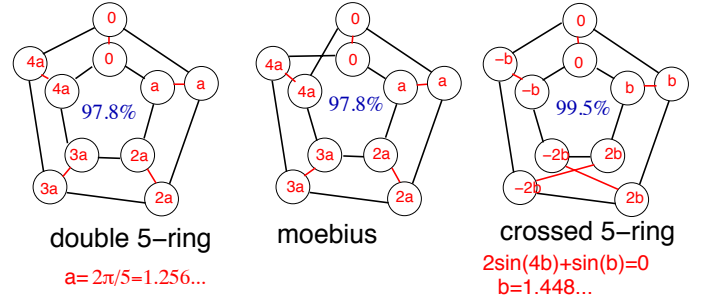 0
0
4a
4a
a
a
97.8%
3a
2a
3a
2a
double 5−ring
a= 2π/5=1.256...
0
0
4a
4a
a
a
97.8%
3a
2a
3a
2a
moebius
0
0
−b
−b
b
b
99.5%
−2b
2b
−2b
2b
crossed 5−ring
2sin(4b)+sin(b)=0
b=1.448...